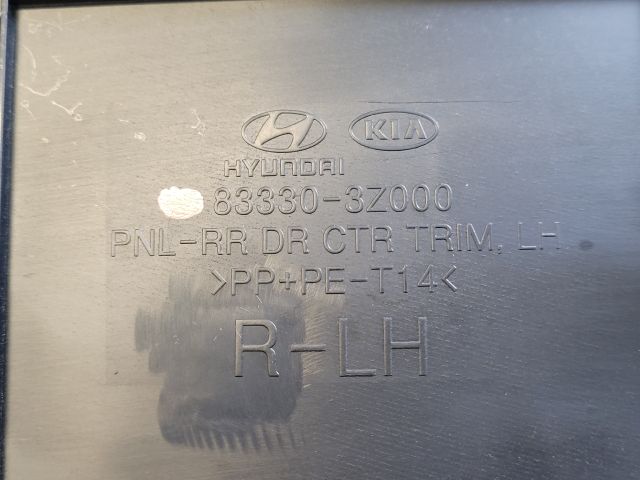 KIA
HYUNDAI
83330-3Z000
PNL-RR DR CTR TRIM, LH
>PP+PE-T14<
R-LH